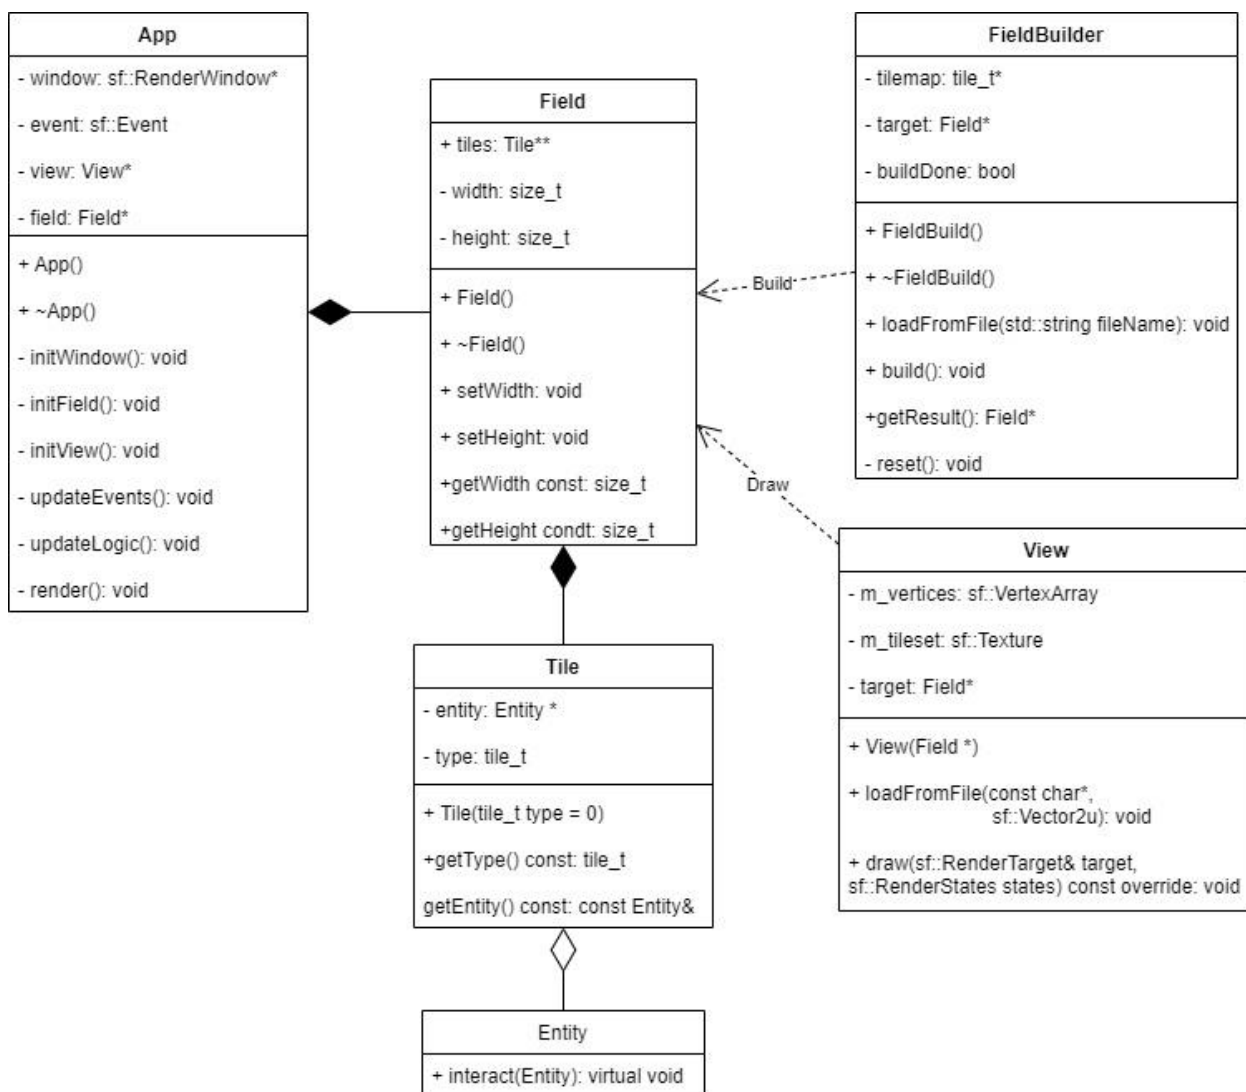 App
- window: sf::RenderWindow*
- event: sf::Event
- view: View*
- field: Field*
+ App()
+ ~App()
- initWindow(): void
- initField(): void
- initView(): void
- updateEvents(): void
- updateLogic(): void
- render(): void
Field
+ tiles: Tile**
- width: size_t
- height: size_t
+ Field()
+ ~Field()
+ setWidth: void
+ setHeight: void
+getWidth const: size_t
+getHeight condt: size_t
Build
Draw
FieldBuilder
- tilemap: tile_t*
- target: Field*
- buildDone: bool
+ FieldBuild()
+ ~FieldBuild()
+ loadFromFile(std::string fileName): void
+ build(): void
+getResult(): Field*
- reset(): void
View
- m_vertices: sf::VertexArray
- m_tileset: sf::Texture
- target: Field*
+ View(Field *)
+ loadFromFile(const char*,
sf::Vector2u): void
+ draw(sf::RenderTarget& target,
sf::RenderStates states) const override: void
Tile
- entity: Entity *
- type: tile_t
+ Tile(tile_t type = 0)
+getType() const: tile_t
getEntity() const: const Entity&
Entity
+ interact(Entity): virtual void